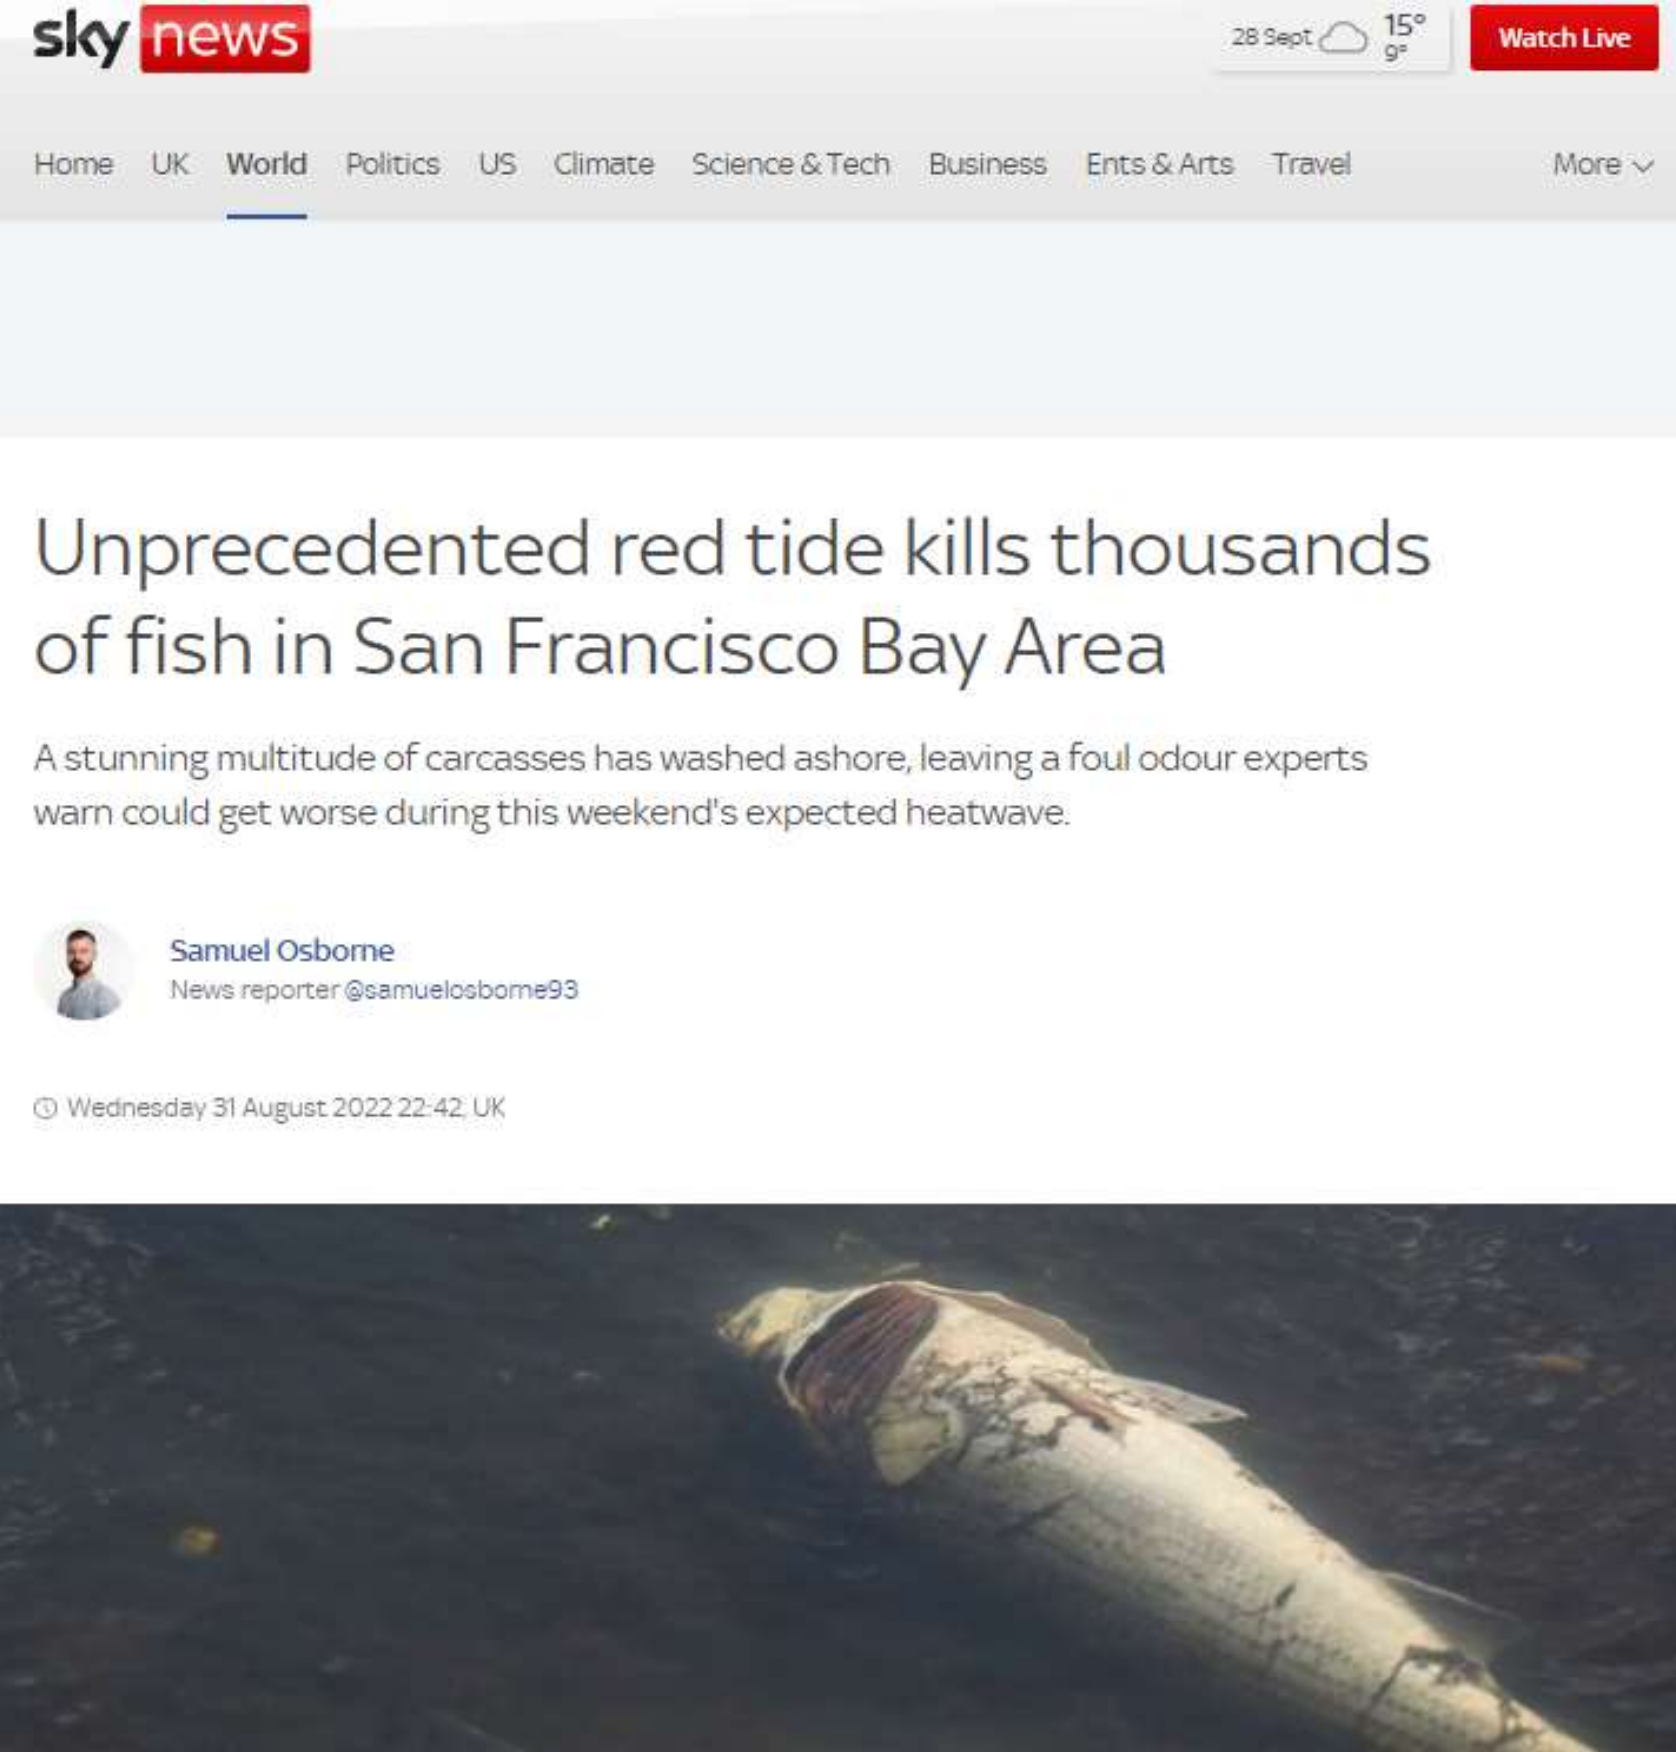 sky news
28 Sept 15°
9°
Watch Live
Home UK World Politics US Climate Science & Tech Business Ents & Arts Travel More
Unprecedented red tide kills thousands
of fish in San Francisco Bay Area
A stunning multitude of carcasses has washed ashore, leaving a foul odour experts
warn could get worse during this weekend's expected heatwave.
Samuel Osborne
News reporter @samuelosborne93
Wednesday 31 August 2022 22:42, UK